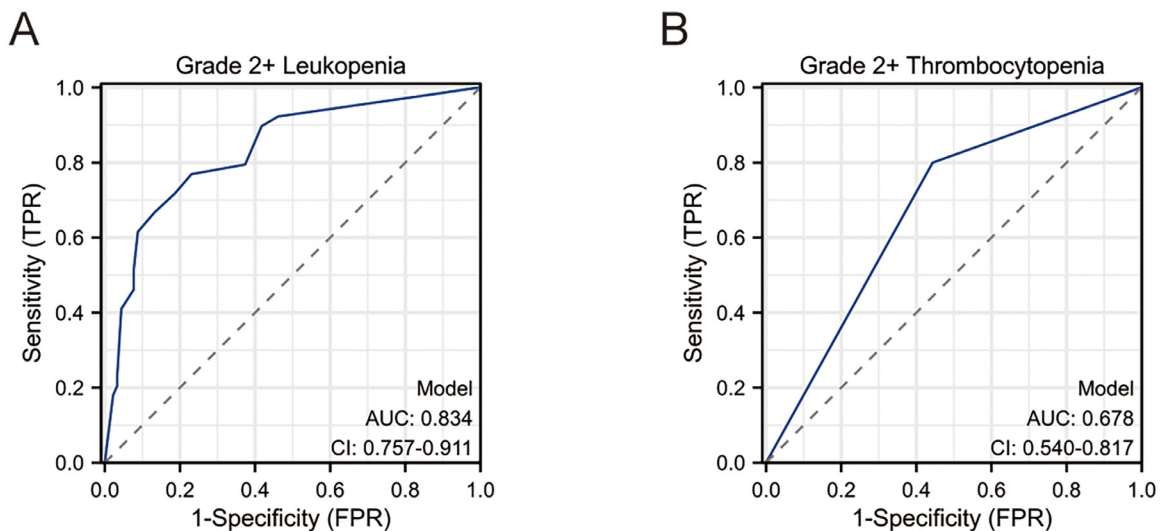 A
Grade 2+ Leukopenia
Sensitivity (TPR)
1.0
0.8
0.6
0.4
0.2
0.0
Model
AUC: 0.834
CI: 0.757-0.911
0.0 0.2 0.4 0.6 0.8 1.0
1-Specificity (FPR)
B
Grade 2+ Thrombocytopenia
Sensitivity (TPR)
1.0
0.8
0.6
0.4
0.2
0.0
Model
AUC: 0.678
CI: 0.540-0.817
0.0 0.2 0.4 0.6 0.8 1.0
1-Specificity (FPR)